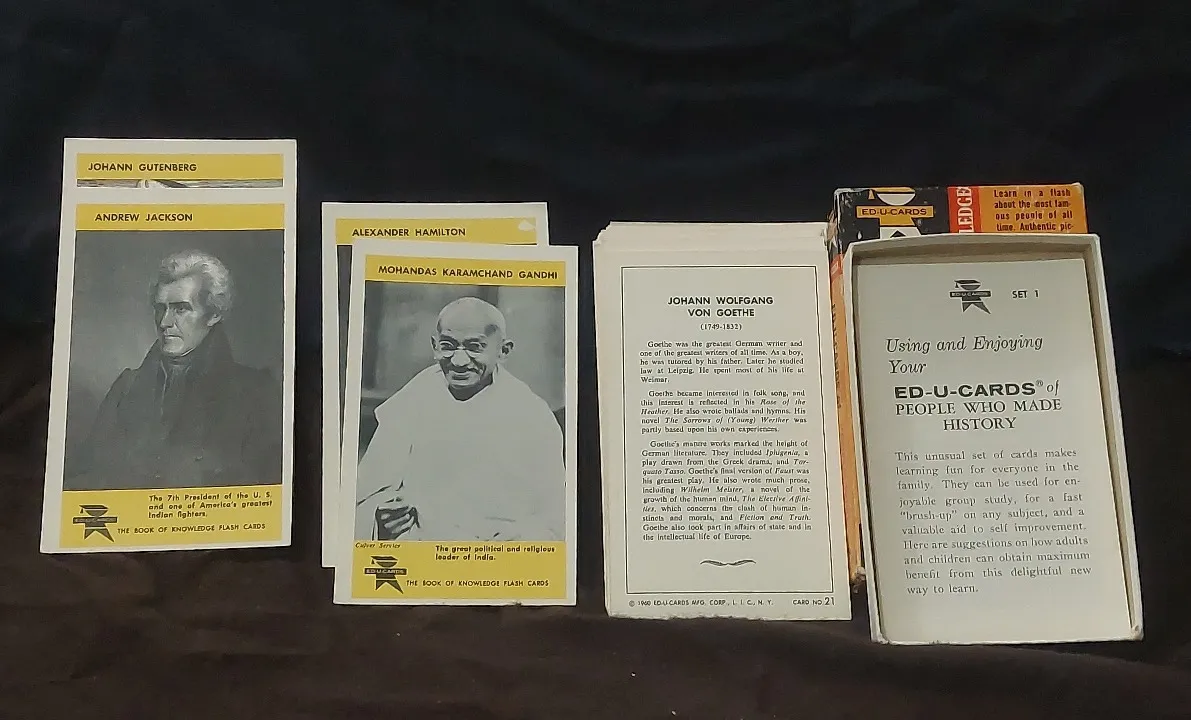 JOHANN GUTENBERG
ANDREW JACKSON
The 7th President of the U. S.
and one of America's greatest
Indian fighters.
ED-U-CARDS
THE BOOK OF KNOWLEDGE FLASH CARDS
ALEXANDER HAMILTON
MOHANDAS KARAMCHAND GANDHI
Culver Service
The great political and religious
leader of India.
ED-U-CARDS
THE BOOK OF KNOWLEDGE FLASH CARDS
JOHANN WOLFGANG
VON GOETHE
(1749-1832)
Goethe was the greatest German writer and
one of the greatest writers of all time. As a boy,
he was tutored by his father. Later he studied
law at Leipzig. He spent most of his life at
Weimar.
Goethe became interested in folk song, and
this interest is reflected in his Rose of the
Heather. He also wrote ballads and hymns. His
novel The Sorrows of (Young) Werther was
partly based upon his own experiences.
Goethe's mature works marked the height of
German literature. They included Iphigenia, a
play drawn from the Greek drama, and Tor-
quato Tasso. Goethe's final version of Faust was
his greatest play. He also wrote much prose,
including Wilhelm Meister, a novel of the
growth of the human mind, The Elective Affini-
ties, which concerns the clash of human in-
stincts and morals, and Fiction and Truth.
Goethe also took part in affairs of state and in
the intellectual life of Europe.
© 1960 ED-U-CARDS MFG. CORP., L. I. C., N. Y. CARD NO. 21
ED-U-CARDS
LEDGE
Learn in a flash
about the most fam-
ous people of all
time. Authentic pic-
ED-U-CARDS
SET 1
Using and Enjoying
Your
ED-U-CARDS® of
PEOPLE WHO MADE
HISTORY
This unusual set of cards makes
learning fun for everyone in the
family. They can be used for en-
joyable group study, for a fast
"brush-up" on any subject, and a
valuable aid to self improvement.
Here are suggestions on how adults
and children can obtain maximum
benefit from this delightful new
way to learn.